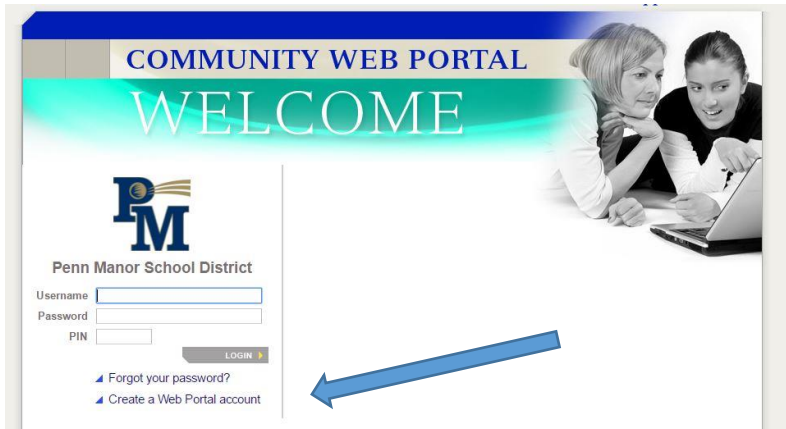 COMMUNITY WEB PORTAL
WELCOME
PM
Penn Manor School District
Username
Password
PIN
LOGIN
Forgot your password?
Create a Web Portal account